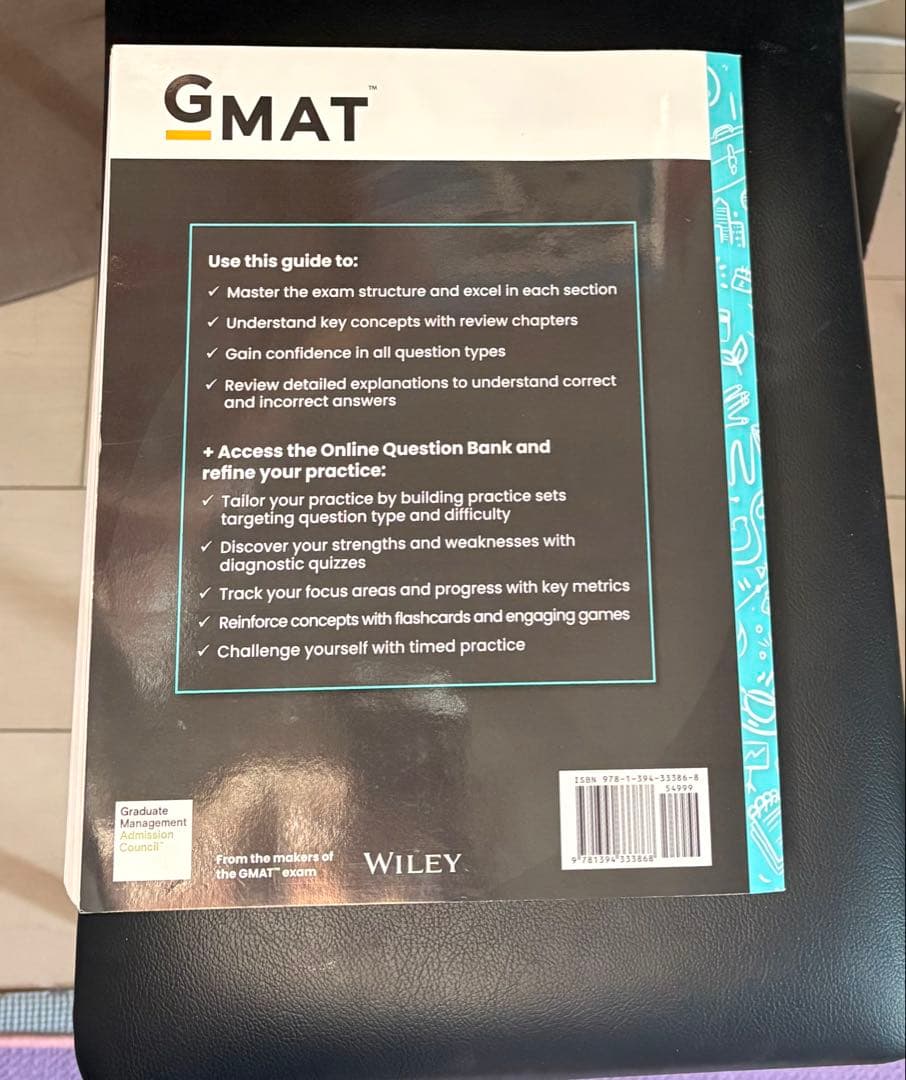 GMAT™
Use this guide to:
✓ Master the exam structure and excel in each section
✓ Understand key concepts with review chapters
✓ Gain confidence in all question types
✓ Review detailed explanations to understand correct
and incorrect answers
+ Access the Online Question Bank and
refine your practice:
✓ Tailor your practice by building practice sets
targeting question type and difficulty
✓ Discover your strengths and weaknesses with
diagnostic quizzes
✓ Track your focus areas and progress with key metrics
✓ Reinforce concepts with flashcards and engaging games
✓ Challenge yourself with timed practice
Graduate
Management
Admission
Council™
From the makers of
the GMAT™ exam
WILEY
ISBN 978-1-394-33386-8
54999
9 781394 333868